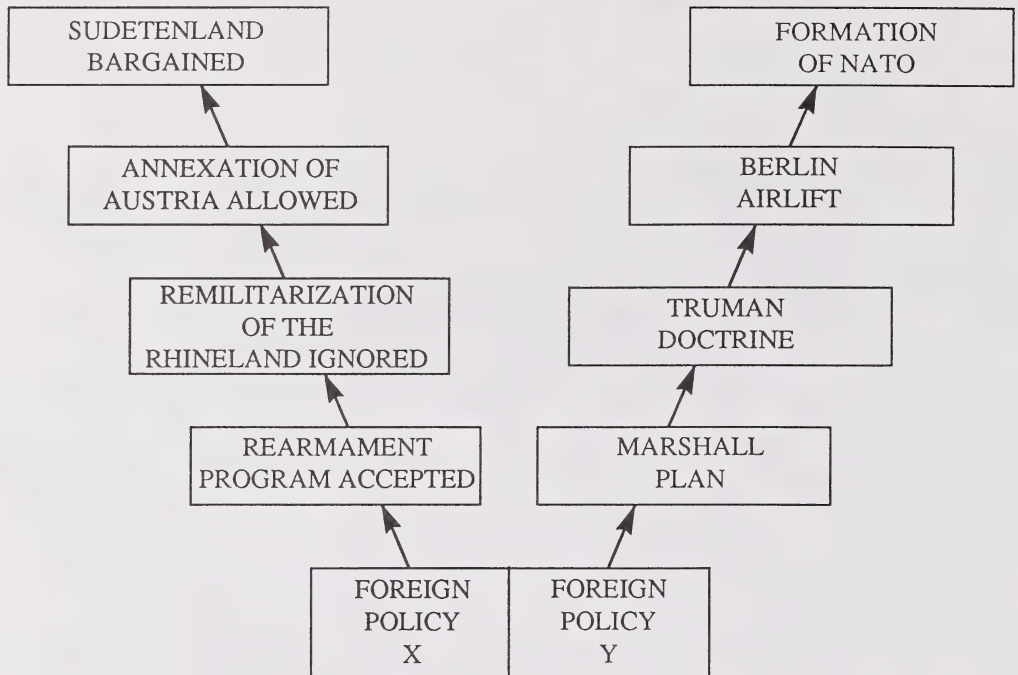 SUDETENLAND
BARGAINED
FORMATION
OF NATO
ANNEXATION OF
AUSTRIA ALLOWED
BERLIN
AIRLIFT
REMILITARIZATION
OF THE
RHINELAND IGNORED
TRUMAN
DOCTRINE
REARMAMENT
PROGRAM ACCEPTED
MARSHALL
PLAN
FOREIGN
POLICY
X
FOREIGN
POLICY
Y